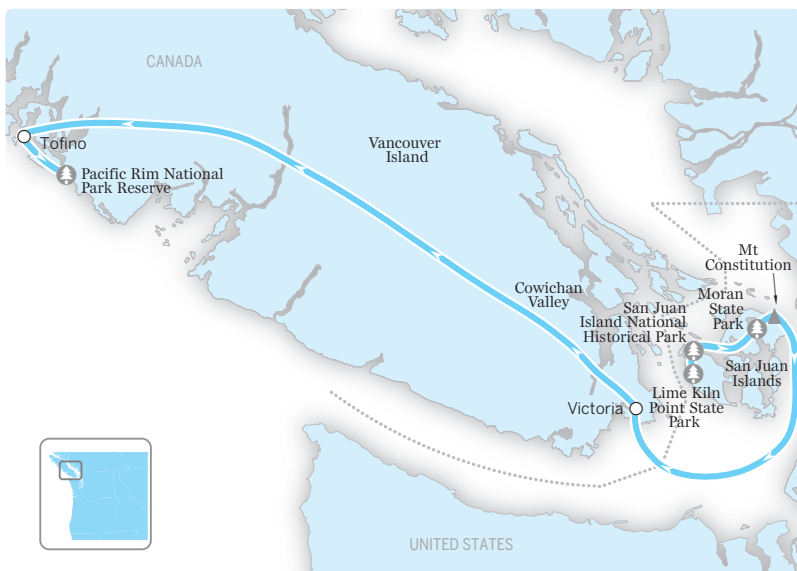 CANADA
Tofino
Pacific Rim National
Park Reserve
Vancouver
Island
Mt
Constitution
Cowichan
Valley
Moran
State
Park
San Juan
Island National
Historical Park
San Juan
Islands
Lime Kiln
Point State
Park
Victoria
UNITED STATES